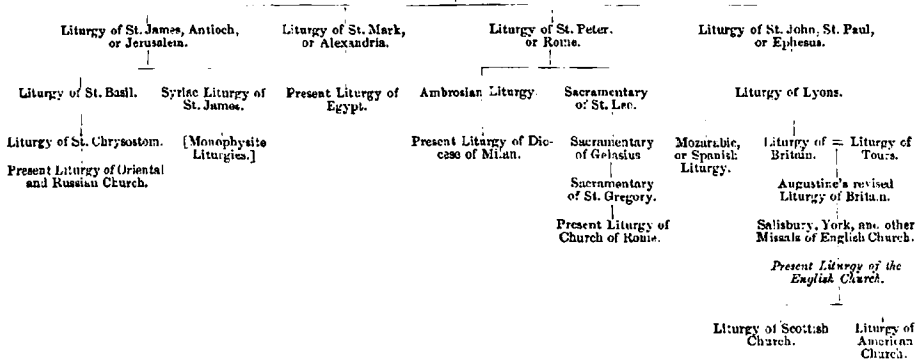 Liturgy of St. James, Antioch,
or Jerusalem.
Liturgy of St. Mark,
or Alexandria.
Liturgy of St. Peter.
or Rome.
Liturgy of St. John, St. Paul,
or Ephesus.
Liturgy of St. Basil.
Syriac Liturgy of
St. James.
Present Liturgy of
Egypt.
Ambrosian Liturgy
Sacramentary
of St. Leo.
Liturgy of Lyons.
Liturgy of St. Chrysostom.
Present Liturgy of Oriental
and Russian Church.
[Monophysite
Liturgies.]
Present Liturgy of Dio-
cese of Milan.
Sacramentary
of Gelasius
Mozarabic,
or Spanish
Liturgy.
Liturgy of = Liturgy of
Britain. Tours.
Sacramentary
of St. Gregory.
Augustine's revised
Liturgy of Britain.
Present Liturgy of
Church of Rome.
Salisbury, York, and other
Missals of English Church.
Present Liturgy of the
English Church.
Liturgy of Scottish
Church.
Liturgy of
American
Church.